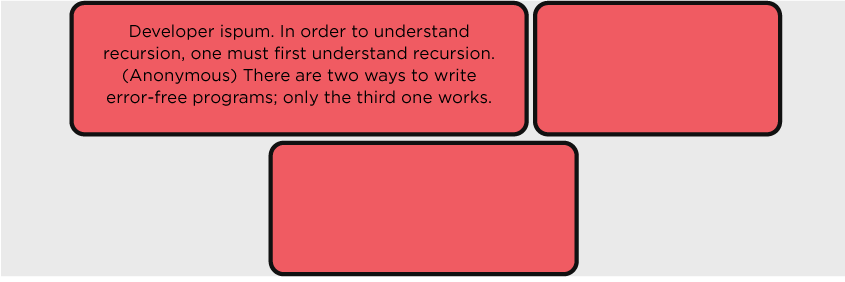 Developer ispum. In order to understand
recursion, one must first understand recursion.
(Anonymous) There are two ways to write
error-free programs; only the third one works.